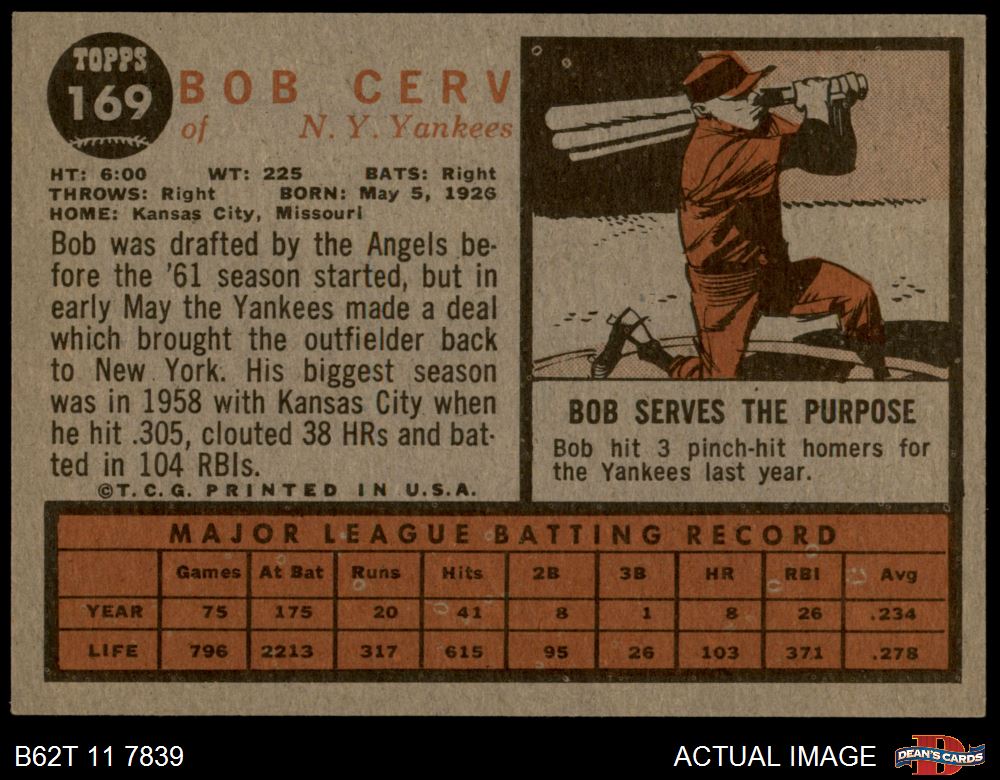 TOPPS
169
BOB CERV
of N. Y. Yankees
HT: 6:00 WT: 225 BATS: Right
THROWS: Right BORN: May 5, 1926
HOME: Kansas City, Missouri
Bob was drafted by the Angels be-
fore the '61 season started, but in
early May the Yankees made a deal
which brought the outfielder back
to New York. His biggest season
was in 1958 with Kansas City when
he hit .305, clouted 38 HRs and bat-
ted in 104 RBIs.
©T.C.G. PRINTED IN U.S.A.
BOB SERVES THE PURPOSE
Bob hit 3 pinch-hit homers for
the Yankees last year.
MAJOR LEAGUE BATTING RECORD
Games At Bat Runs Hits 2B 3B HR RBI Avg
YEAR 75 175 20 41 8 1 8 26 .234
LIFE 796 2213 317 615 95 26 103 371 .278
B62T 11 7839 ACTUAL IMAGE DEAN'S CARDS